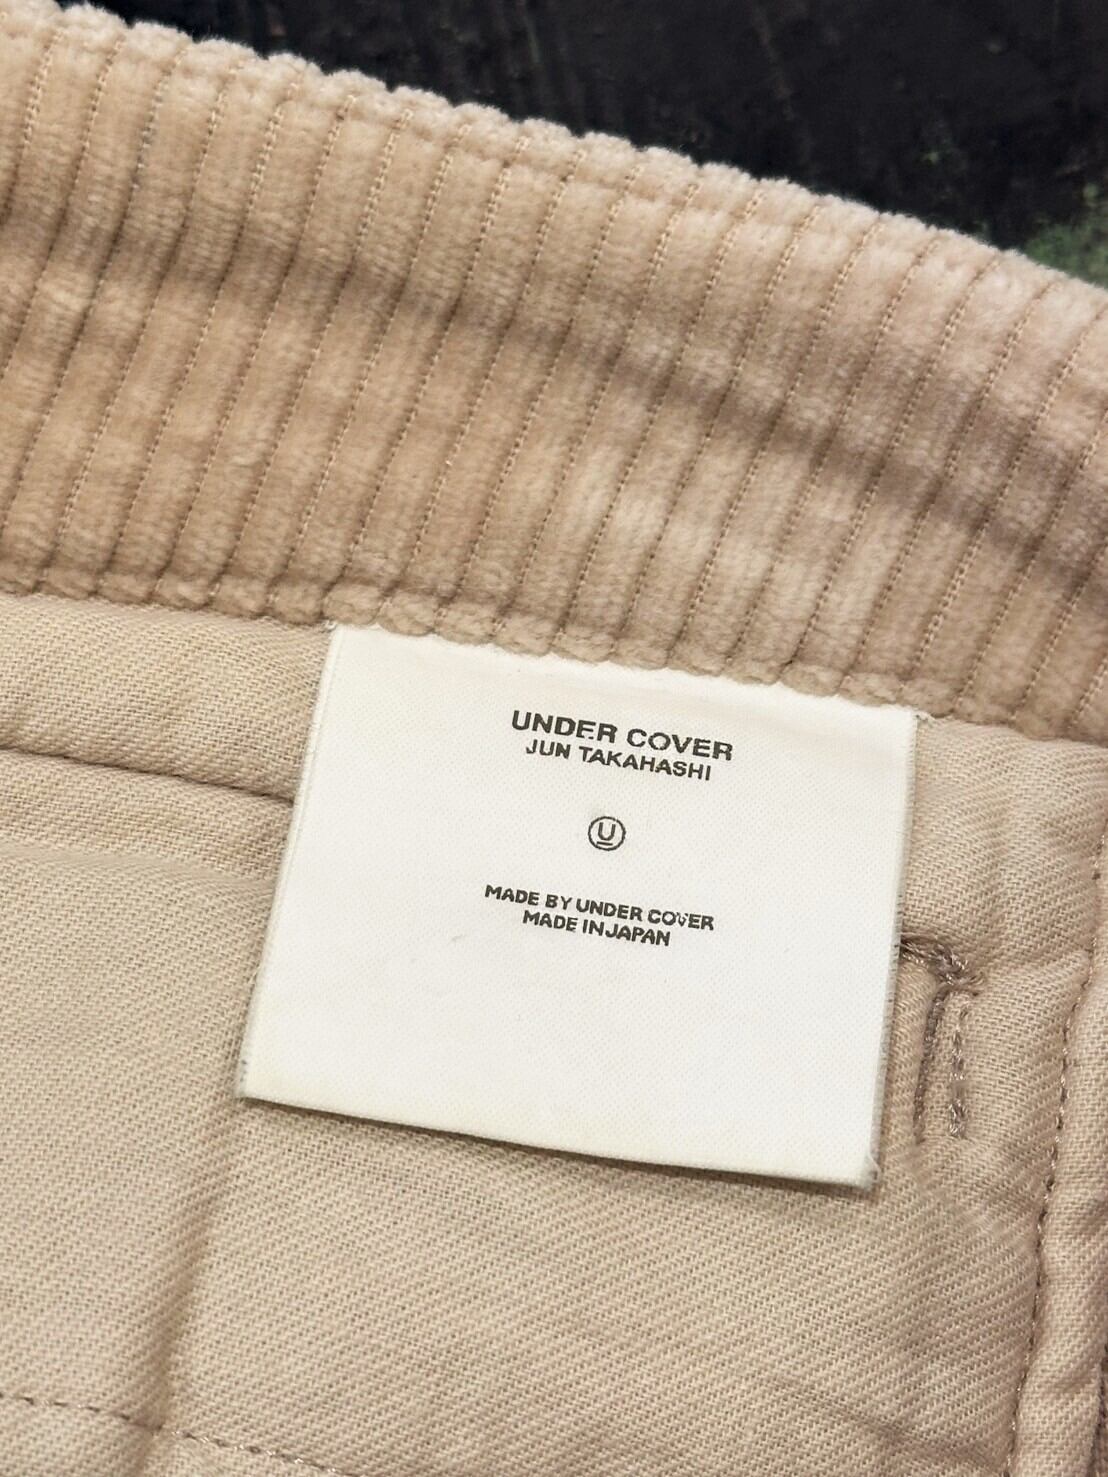 UNDER COVER
JUN TAKAHASHI
U
MADE BY UNDER COVER
MADE IN JAPAN